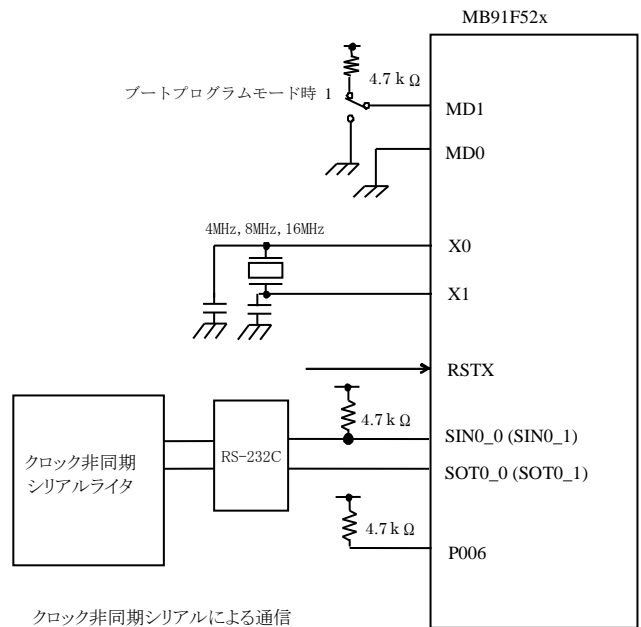 MB91F52x
4.7 k Ω
ブートプログラムモード時 1
MD1
MD0
4MHz, 8MHz, 16MHz
X0
X1
RSTX
4.7 k Ω
SIN0_0 (SIN0_1)
RS-232C
クロック非同期
シリアルライタ
SOT0_0 (SOT0_1)
4.7 k Ω
P006
クロック非同期シリアルによる通信